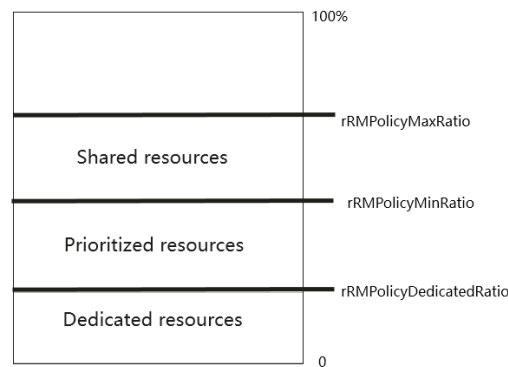 100%
rRMPolicyMaxRatio
Shared resources
rRMPolicyMinRatio
Prioritized resources
rRMPolicyDedicatedRatio
Dedicated resources
0